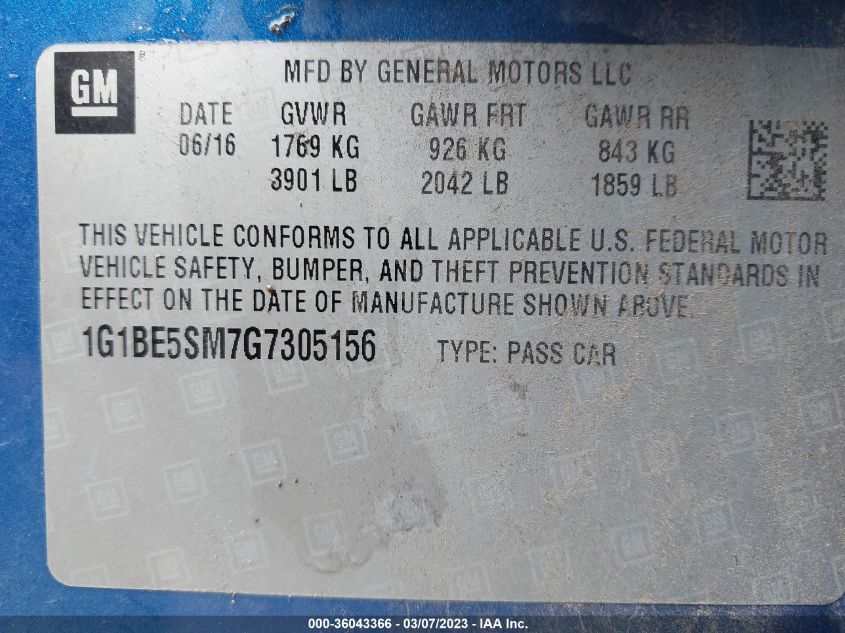 GM
MFD BY GENERAL MOTORS LLC
DATE GVWR GAWR FRT GAWR RR
06/16 1769 KG 926 KG 843 KG
3901 LB 2042 LB 1859 LB
THIS VEHICLE CONFORMS TO ALL APPLICABLE U.S. FEDERAL MOTOR
VEHICLE SAFETY, BUMPER, AND THEFT PREVENTION STANDARDS IN
EFFECT ON THE DATE OF MANUFACTURE SHOWN ABOVE.
1G1BE5SM7G7305156 TYPE: PASS CAR
000-36043366 - 03/07/2023 - IAA Inc.